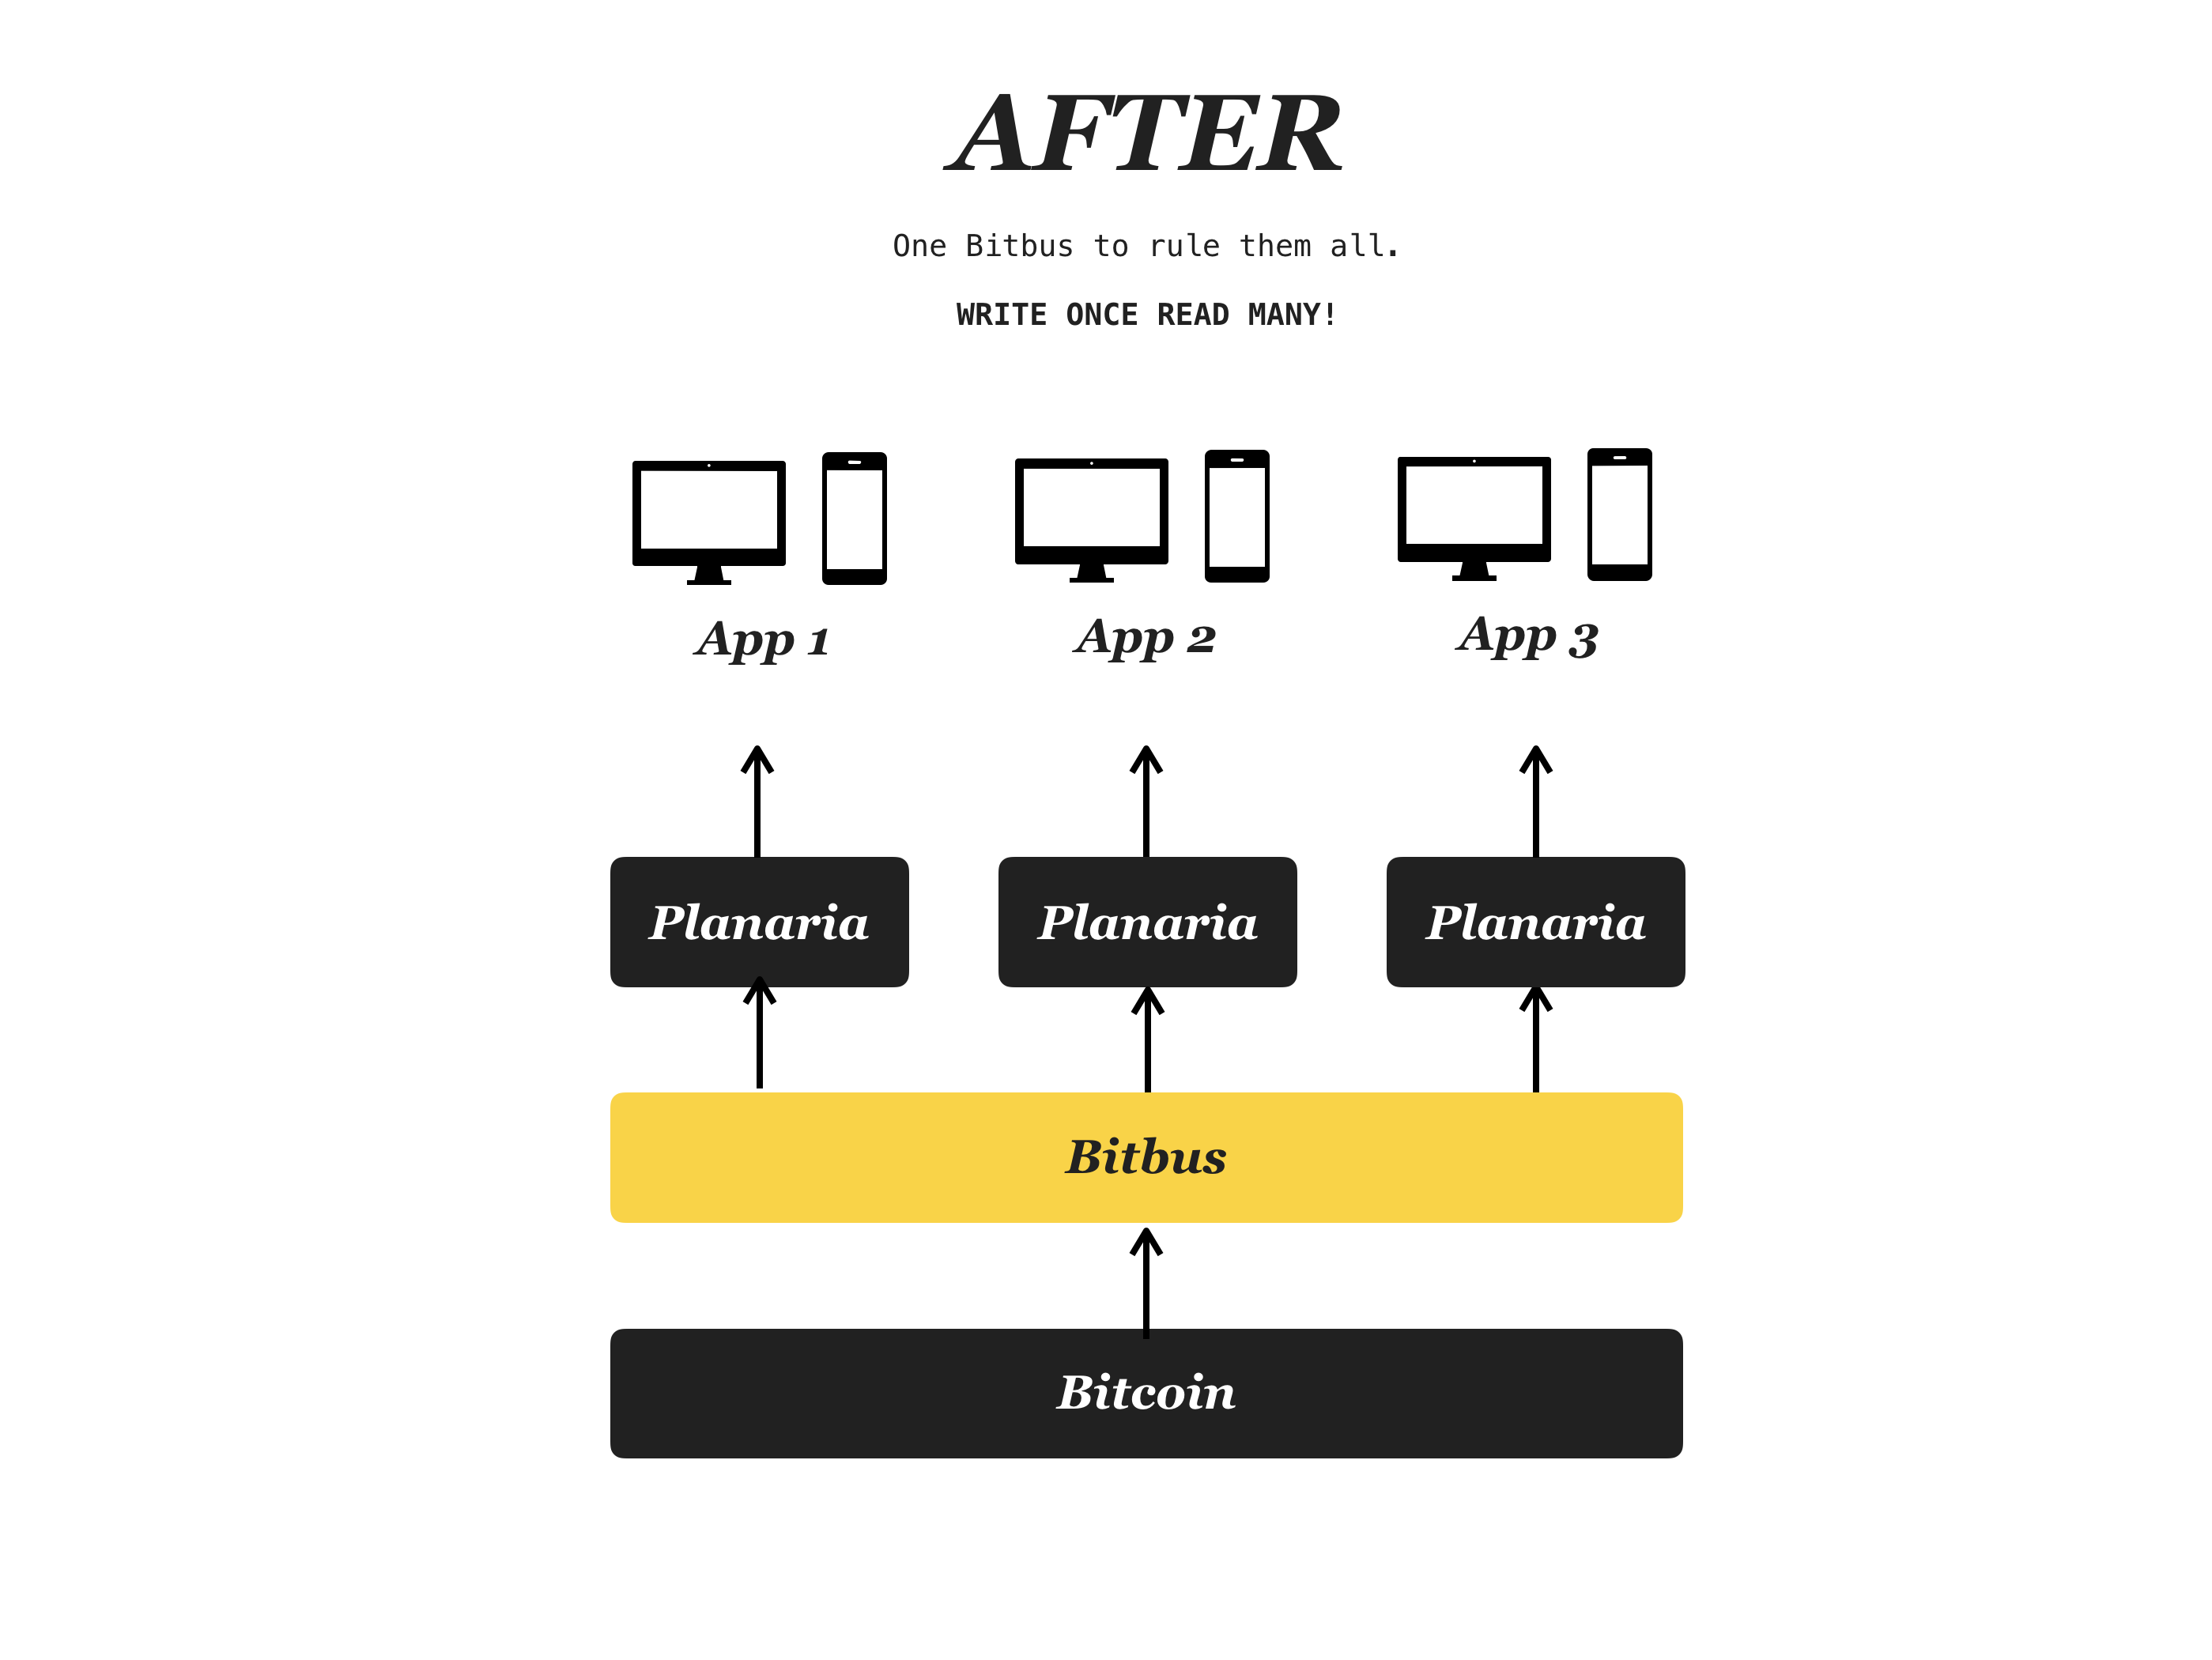 AFTER
One Bitbus to rule them all.
WRITE ONCE READ MANY!
App 1
App 2
App 3
Planaria
Planaria
Planaria
Bitbus
Bitcoin